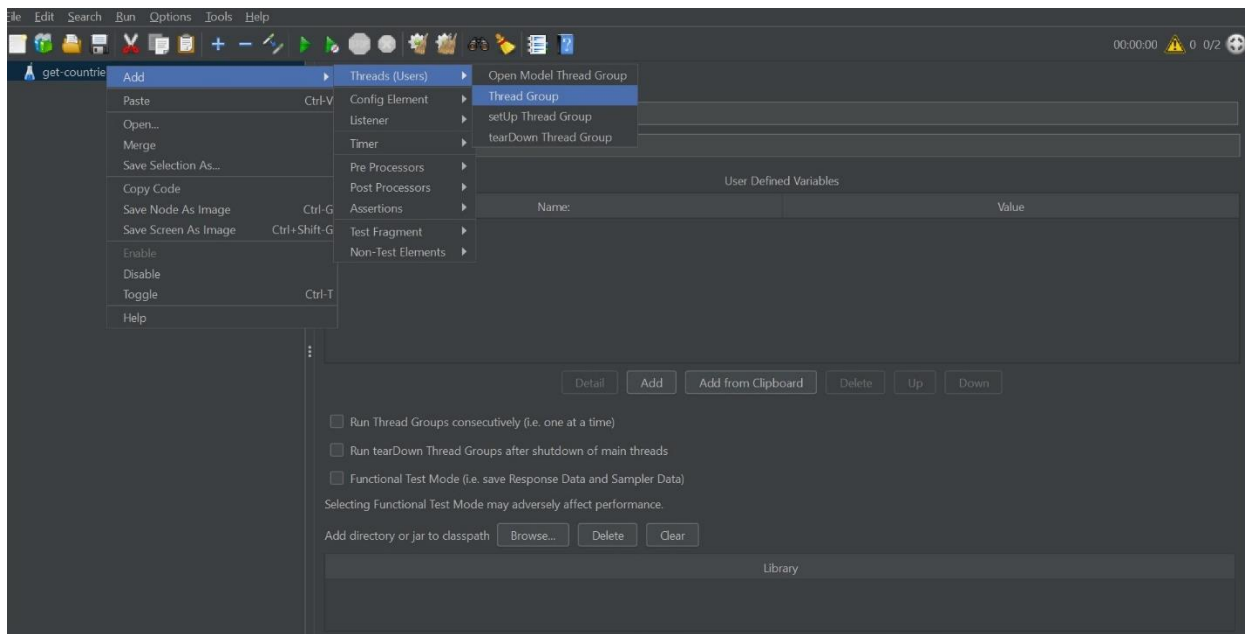 File Edit Search Run Options Tools Help
00:00:00 0 0/2
get-countrie
Add
Paste Ctrl-V
Open...
Merge
Save Selection As...
Copy Code
Save Node As Image Ctrl-G
Save Screen As Image Ctrl+Shift-G
Enable
Disable
Toggle Ctrl-T
Help
Threads (Users)
Config Element
Listener
Timer
Pre Processors
Post Processors
Assertions
Test Fragment
Non-Test Elements
Open Model Thread Group
Thread Group
setUp Thread Group
tearDown Thread Group
User Defined Variables
Name: Value
Detail Add Add from Clipboard Delete Up Down
Run Thread Groups consecutively (i.e. one at a time)
Run tearDown Thread Groups after shutdown of main threads
Functional Test Mode (i.e. save Response Data and Sampler Data)
Selecting Functional Test Mode may adversely affect performance.
Add directory or jar to classpath Browse... Delete Clear
Library